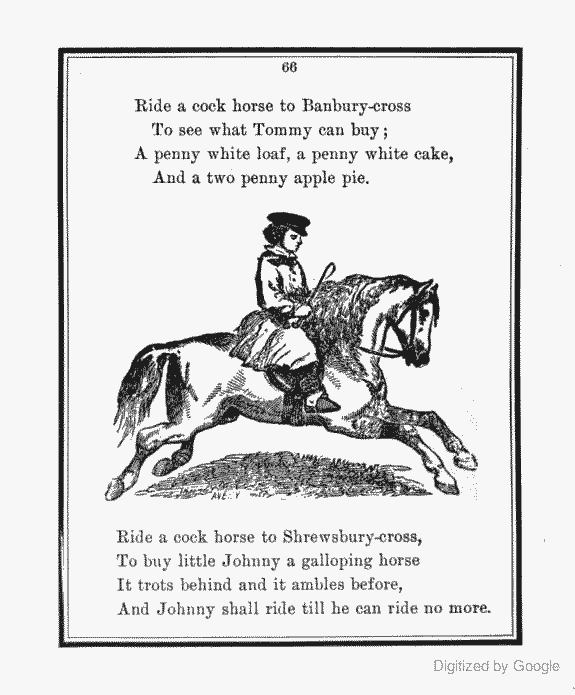 66
Ride a cock horse to Banbury-cross
To see what Tommy can buy;
A penny white loaf, a penny white cake,
And a two penny apple pie.
Ride a cock horse to Shrewsbury-cross,
To buy little Johnny a galloping horse
It trots behind and it ambles before,
And Johnny shall ride till he can ride no more.
Digitized by Google